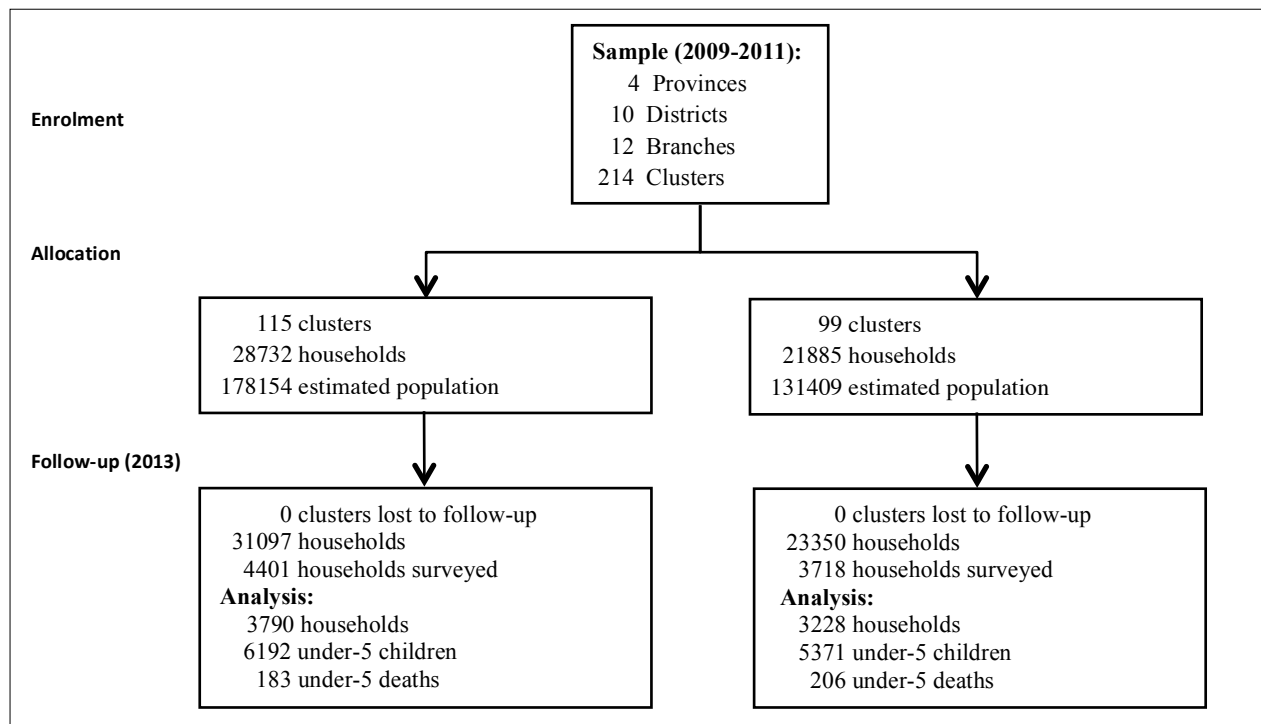 Sample (2009-2011):
4 Provinces
10 Districts
12 Branches
214 Clusters
Enrolment
Allocation
115 clusters
28732 households
178154 estimated population
99 clusters
21885 households
131409 estimated population
Follow-up (2013)
0 clusters lost to follow-up
31097 households
4401 households surveyed
Analysis:
3790 households
6192 under-5 children
183 under-5 deaths
0 clusters lost to follow-up
23350 households
3718 households surveyed
Analysis:
3228 households
5371 under-5 children
206 under-5 deaths